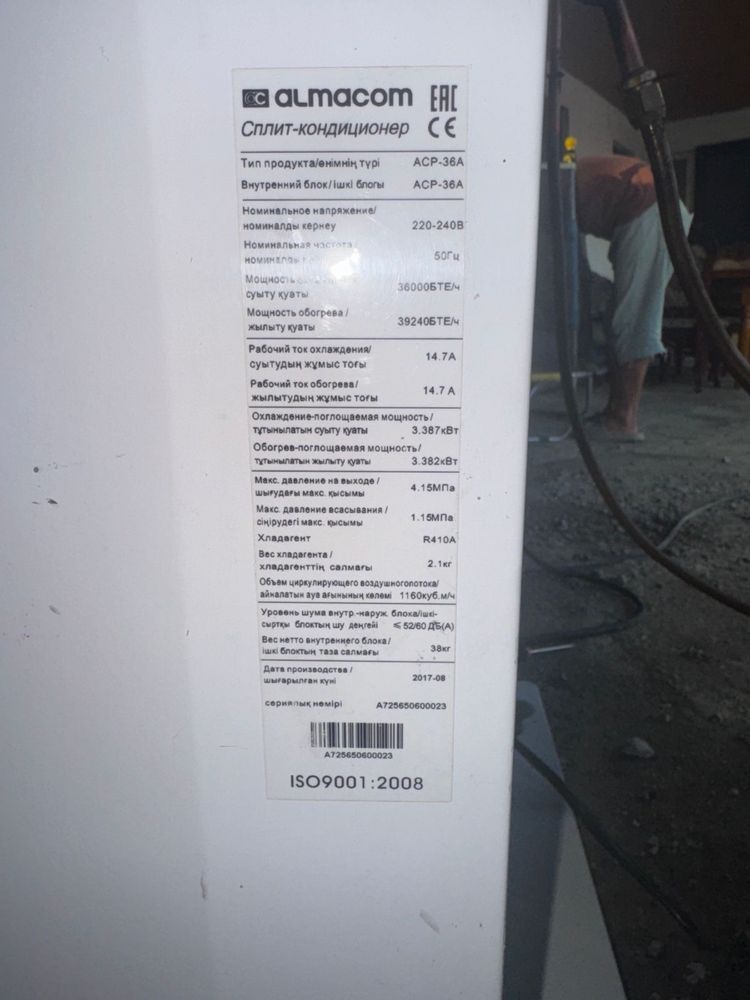 almacom EAC
Сплит-кондиционер CE
Тип продукта/өнімнің түрі ACP-36A
Внутренний блок/ішкі блогы ACP-36A
Номинальное напряжение/
номиналды кернеу 220-240В
Номинальная частота
номиналды 50Гц
Мощность
суыту қуаты 36000БТЕ/ч
Мощность обогрева/
жылыту қуаты 39240БТЕ/ч
Рабочий ток охлаждения/
суытудың жұмыс тоғы 14.7А
Рабочий ток обогрева/
жылытудың жұмыс тоғы 14.7 А
Охлаждение-поглощаемая мощность/
тұтынылатын суыту қуаты 3.387кВт
Обогрев-поглощаемая мощность/
тұтынылатын жылыту қуаты 3.382кВт
Макс. давление на выходе/
шығудағы макс. қысымы 4.15МПа
Макс. давление всасывания/
сіңірудегі макс. қысымы 1.15МПа
Хладагент R410A
Вес хладагента/
хладагенттің салмағы 2.1кг
Объем циркулирующего воздушногопотока/
айналатын ауа ағынының көлемі 1160куб.м/ч
Уровень шума внутр.-наруж. блока/ішкі-
сыртқы блоктың шу деңгейі ≤52/60 ДБ(А)
Вес нетто внутреннего блока/
ішкі блоктың таза салмағы 38кг
Дата производства/
шығарылған күні 2017-08
сериялық нөмірі A725650600023
A725650600023
ISO9001:2008